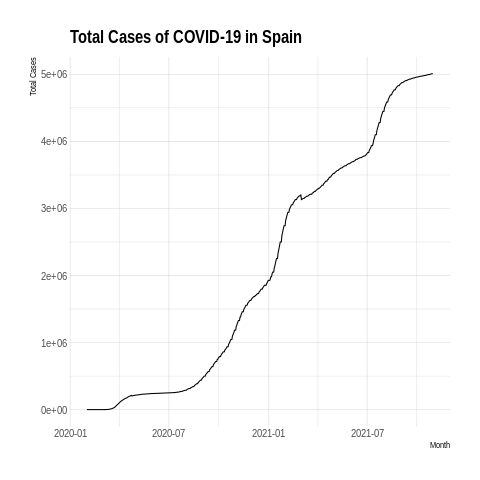 Total Cases of COVID-19 in Spain
Total Cases
5e+06
4e+06
3e+06
2e+06
1e+06
0e+00
2020-01 2020-07 2021-01 2021-07
Month